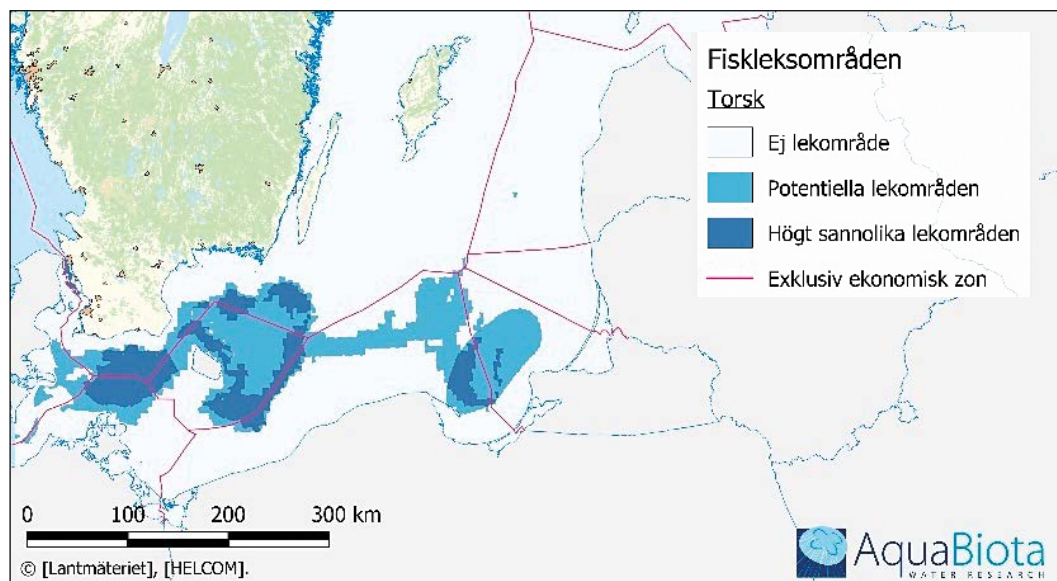 Fiskleksområden
Torsk
Ej lekområde
Potentiella lekområden
Högt sannolika lekområden
Exklusiv ekonomisk zon
0 100 200 300 km
© [Lantmäteriet], [HELCOM].
AquaBiota
WATER RESEARCH